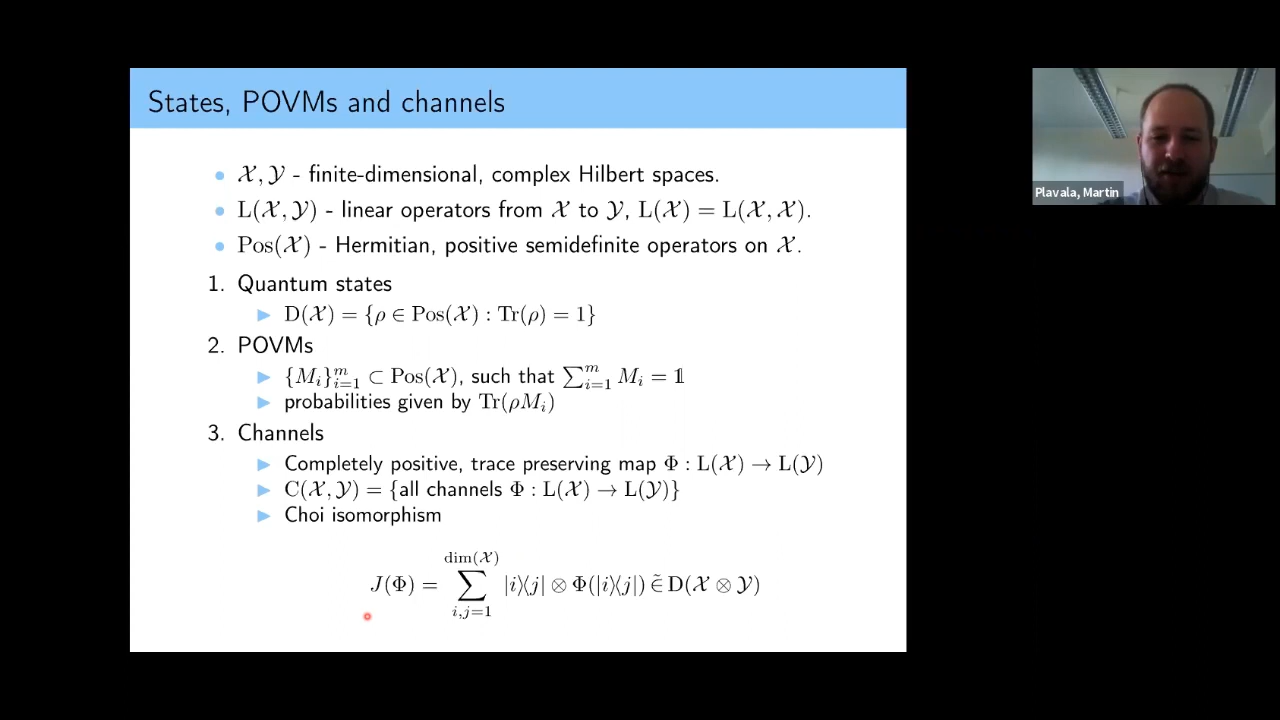 States, POVMs and channels
• 𝒳, 𝒴 - finite-dimensional, complex Hilbert spaces.
• L(𝒳, 𝒴) - linear operators from 𝒳 to 𝒴, L(𝒳) = L(𝒳, 𝒳).
• Pos(𝒳) - Hermitian, positive semidefinite operators on 𝒳.
1. Quantum states
▶ D(𝒳) = {ρ ∈ Pos(𝒳) : Tr(ρ) = 1}
2. POVMs
▶ {M_i}_{i=1}^m ⊂ Pos(𝒳), such that ∑_{i=1}^m M_i = 𝟙
▶ probabilities given by Tr(ρM_i)
3. Channels
▶ Completely positive, trace preserving map Φ : L(𝒳) → L(𝒴)
▶ C(𝒳, 𝒴) = {all channels Φ : L(𝒳) → L(𝒴)}
▶ Choi isomorphism
J(Φ) = ∑_{i,j=1}^{dim(𝒳)} |i⟩⟨j| ⊗ Φ(|i⟩⟨j|) ∈̃ D(𝒳 ⊗ 𝒴)
Plavala, Martin